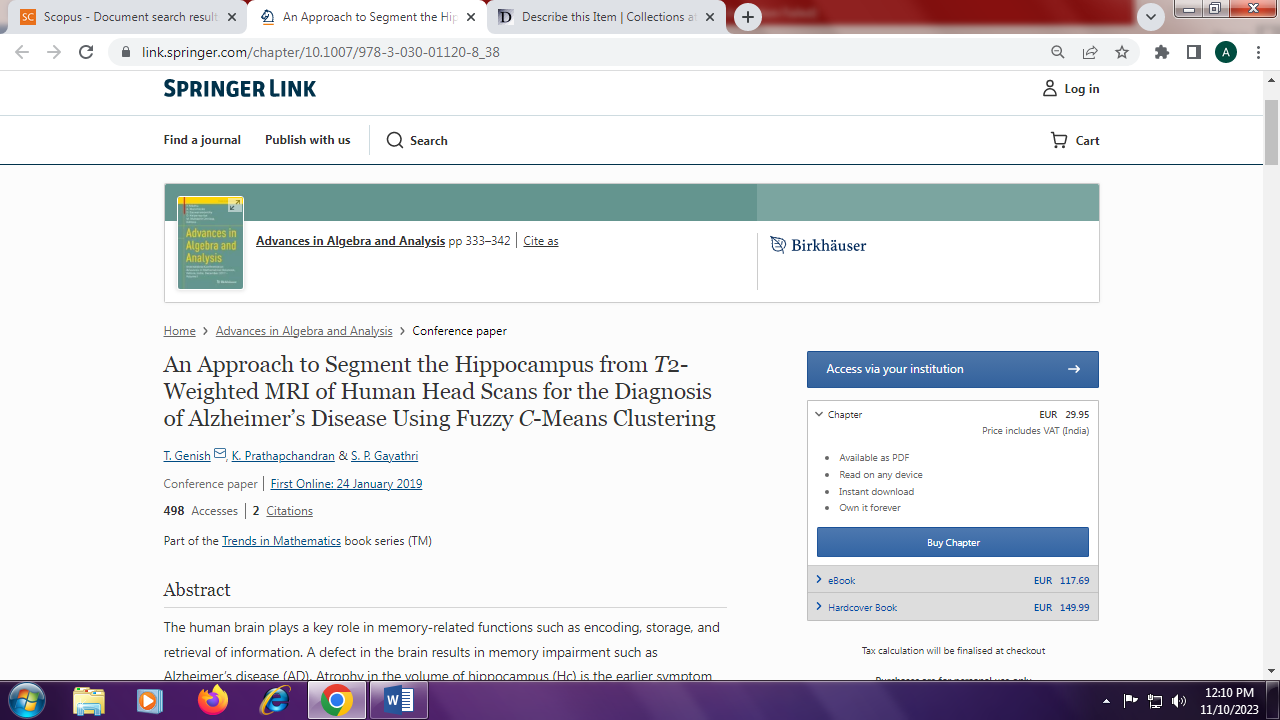 Scopus - Document search result
An Approach to Segment the Hip
Describe this Item | Collections a
link.springer.com/chapter/10.1007/978-3-030-01120-8_38
A
SPRINGER LINK
Log in
Find a journal
Publish with us
Search
Cart
Advances in
Algebra and
Analysis
Advances in Algebra and Analysis pp 333–342 | Cite as
Birkhäuser
Home > Advances in Algebra and Analysis > Conference paper
An Approach to Segment the Hippocampus from T2-
Weighted MRI of Human Head Scans for the Diagnosis
of Alzheimer's Disease Using Fuzzy C-Means Clustering
T. Genish, K. Prathapchandran & S. P. Gayathri
Conference paper | First Online: 24 January 2019
498 Accesses | 2 Citations
Part of the Trends in Mathematics book series (TM)
Abstract
The human brain plays a key role in memory-related functions such as encoding, storage, and
retrieval of information. A defect in the brain results in memory impairment such as
Alzheimer's disease (AD). Atrophy in the volume of hippocampus (Hc) is the earlier symptom
Access via your institution
Chapter EUR 29.95
Price includes VAT (India)
Available as PDF
Read on any device
Instant download
Own it forever
Buy Chapter
eBook EUR 117.69
Hardcover Book EUR 149.99
Tax calculation will be finalised at checkout
Purchases are for personal use only
12:10 PM
11/10/2023